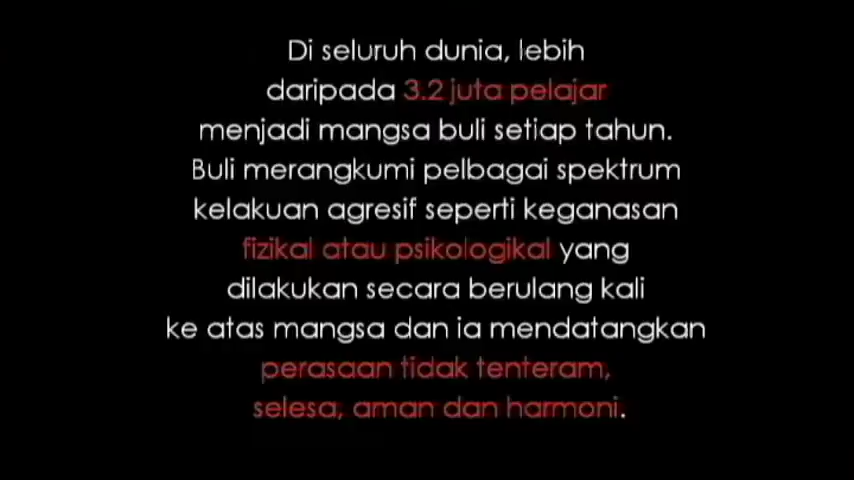 Di seluruh dunia, lebih
daripada 3.2 juta pelajar
menjadi mangsa buli setiap tahun.
Buli merangkumi pelbagai spektrum
kelakuan agresif seperti keganasan
fizikal atau psikologikal yang
dilakukan secara berulang kali
ke atas mangsa dan ia mendatangkan
perasaan tidak tenteram,
selesa, aman dan harmoni.